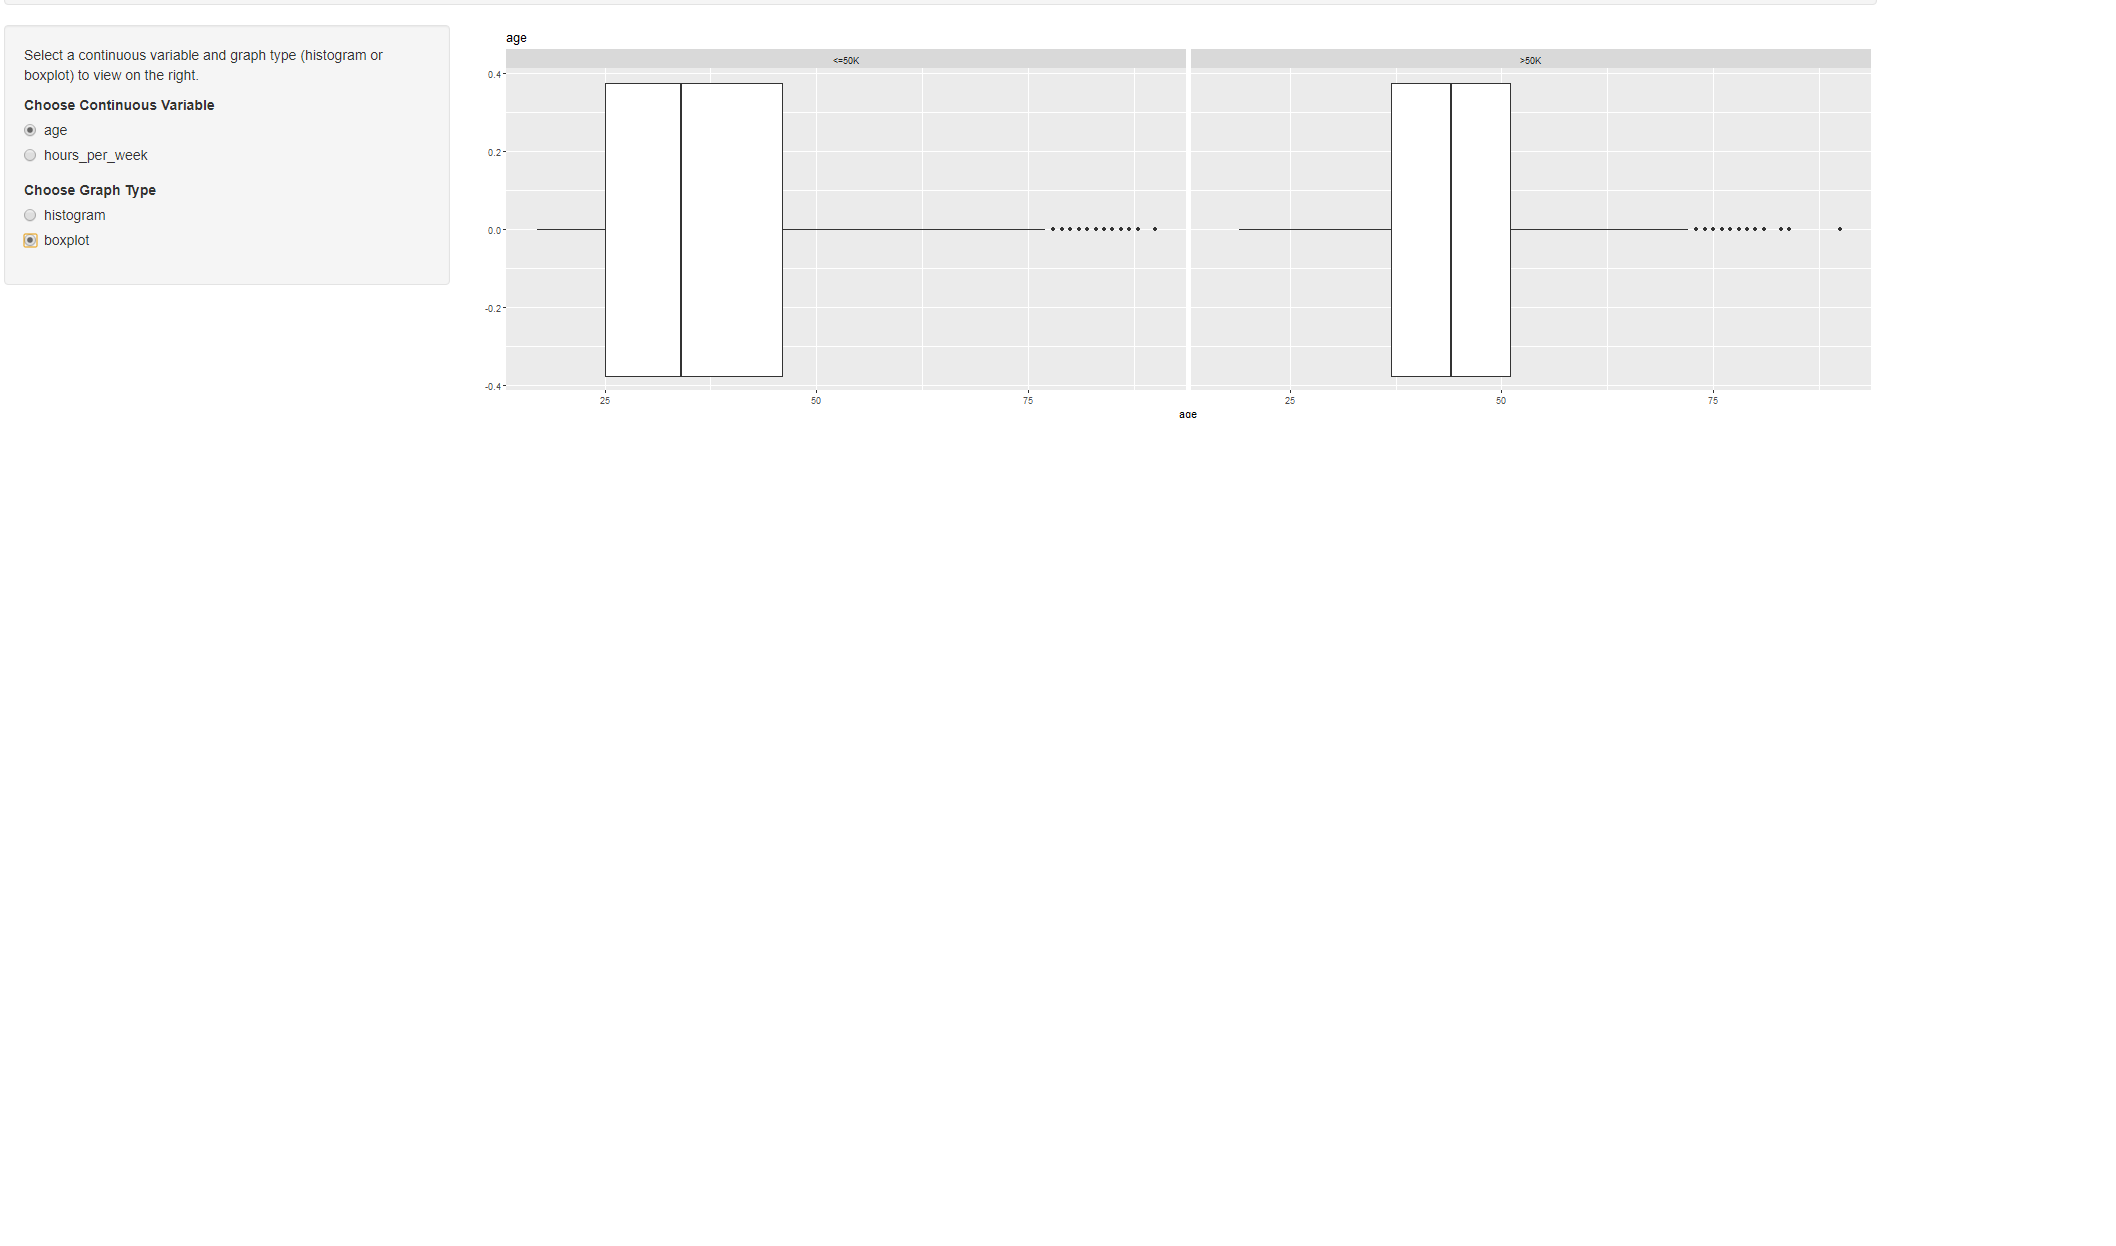 Select a continuous variable and graph type (histogram or
boxplot) to view on the right.
Choose Continuous Variable
age
hours_per_week
Choose Graph Type
histogram
boxplot
age
<=50K
>50K
0.4
0.2
0.0
-0.2
-0.4
25
50
75
25
50
75
age